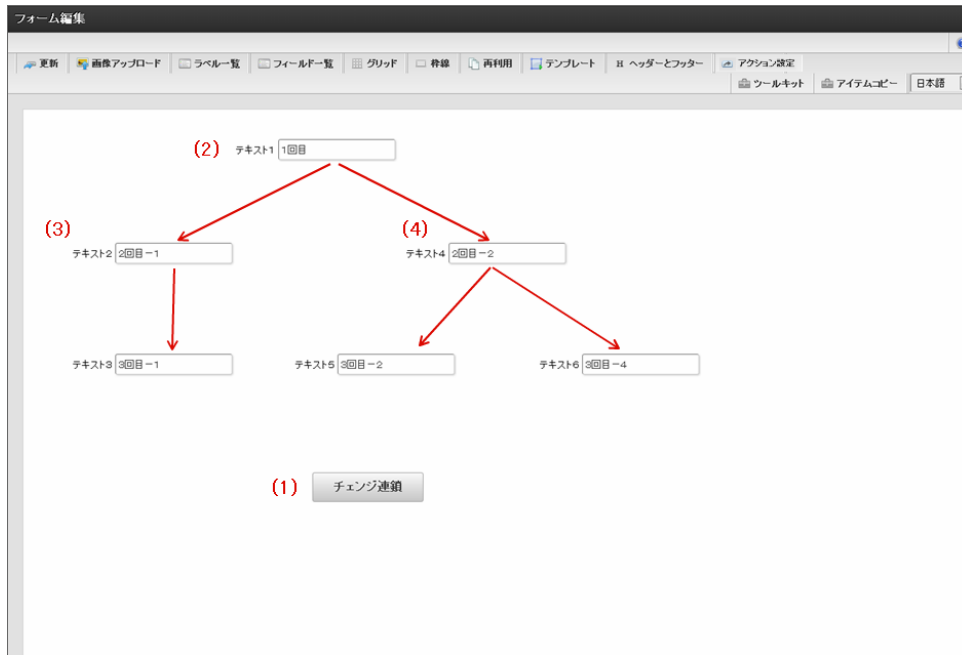 フォーム編集
更新 画像アップロード ラベル一覧 フィールド一覧 グリッド 枠線 再利用 テンプレート H ヘッダーとフッター アクション設定
ツールキット アイテムコピー 日本語
(2) テキスト1 1回目
(3) (4)
テキスト2 2回目－1 テキスト4 2回目－2
テキスト3 3回目－1 テキスト5 3回目－2 テキスト6 3回目－4
(1) チェンジ連鎖